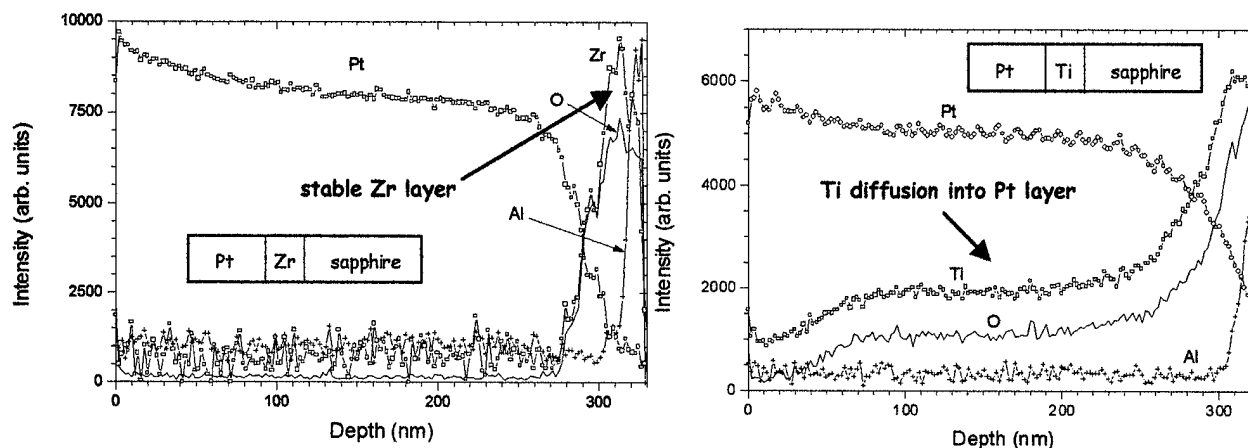 10000
7500
5000
2500
0
Intensity (arb. units)
Pt
Zr
O
stable Zr layer
Al
Pt Zr sapphire
0 100 200 300
Depth (nm)
6000
4000
2000
0
Intensity (arb. units)
Pt Ti sapphire
Pt
Ti diffusion into Pt layer
Ti
O
Al
0 100 200 300
Depth (nm)